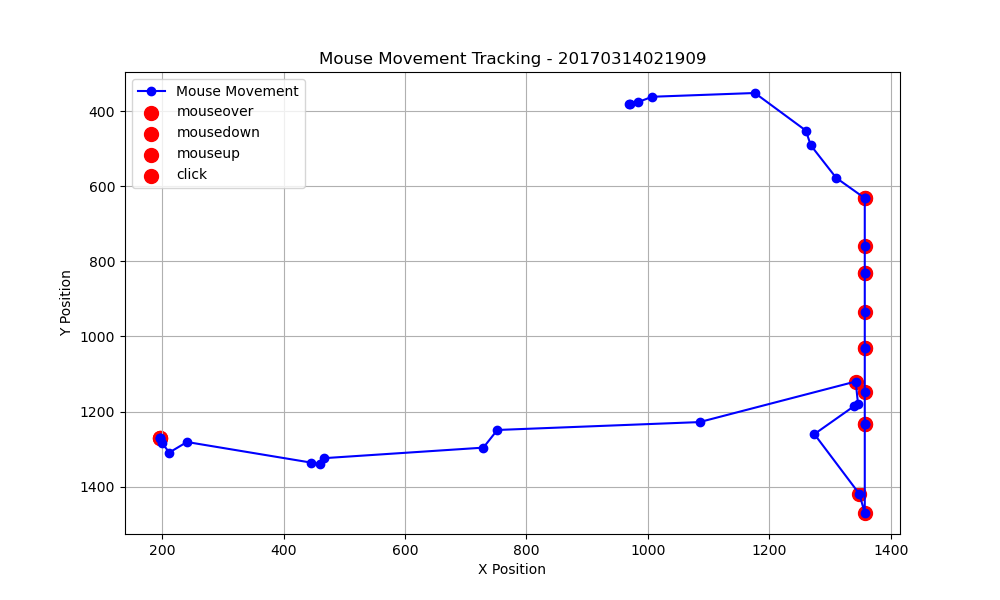 Mouse Movement Tracking - 20170314021909
Mouse Movement
mouseover
mousedown
mouseup
click
Y Position
400
600
800
1000
1200
1400
200 400 600 800 1000 1200 1400
X Position